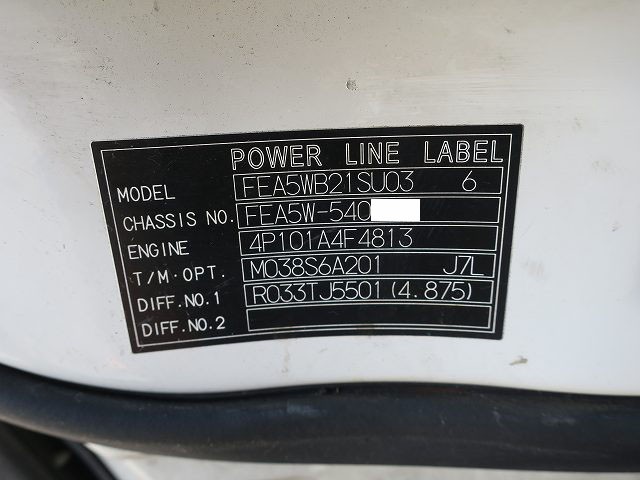 POWER LINE LABEL
MODEL FEA5WB21SU03 6
CHASSIS NO. FEA5W-540
ENGINE 4P101A4F4813
T/M·OPT. M038S6A201 J7L
DIFF.NO.1 R033TJ5501(4.875)
DIFF.NO.2